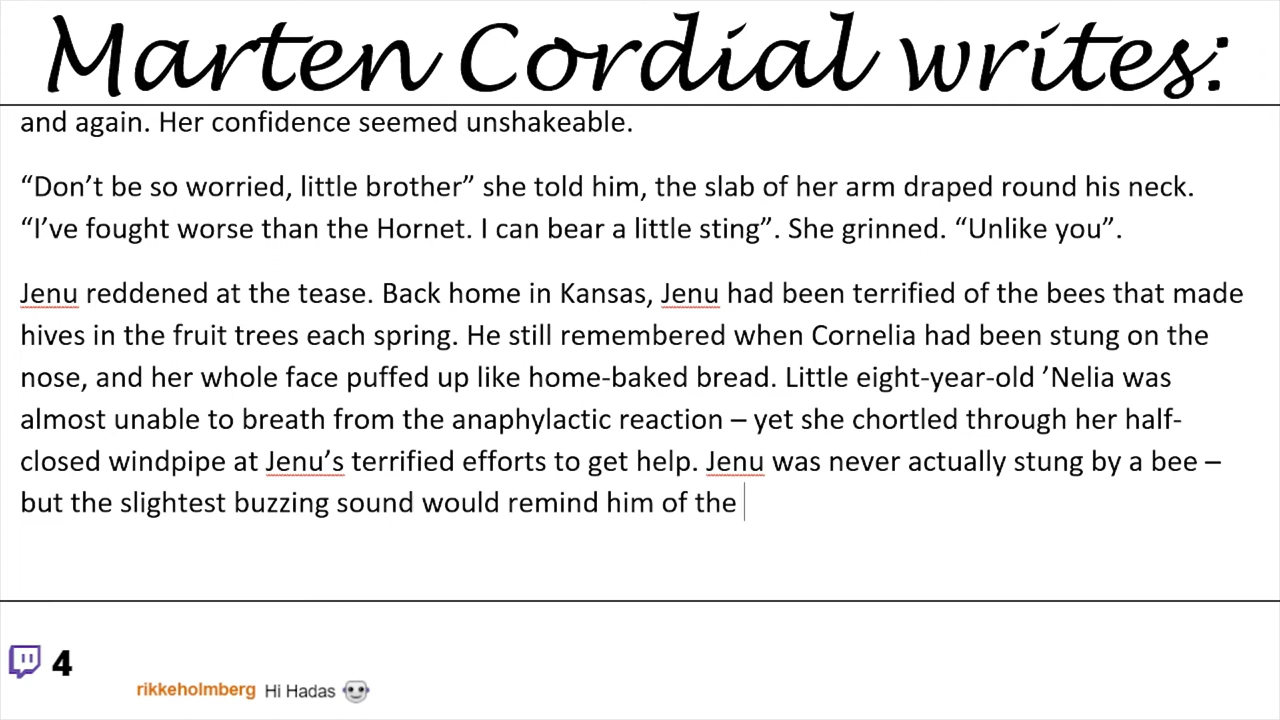 Marten Cordial writes:
and again. Her confidence seemed unshakeable.
“Don’t be so worried, little brother” she told him, the slab of her arm draped round his neck.
“I’ve fought worse than the Hornet. I can bear a little sting”. She grinned. “Unlike you”.
Jenu reddened at the tease. Back home in Kansas, Jenu had been terrified of the bees that made
hives in the fruit trees each spring. He still remembered when Cornelia had been stung on the
nose, and her whole face puffed up like home-baked bread. Little eight-year-old ’Nelia was
almost unable to breath from the anaphylactic reaction – yet she chortled through her half-
closed windpipe at Jenu’s terrified efforts to get help. Jenu was never actually stung by a bee –
but the slightest buzzing sound would remind him of the
4
rikkeholmberg Hi Hadas